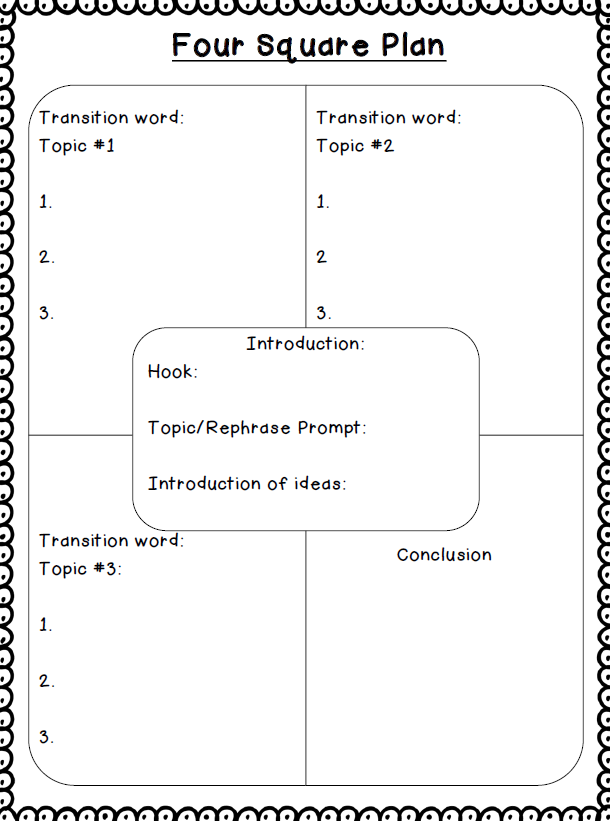 Four Square Plan
Transition word:
Topic #1
1.
2.
3.
Transition word:
Topic #2
1.
2
3.
Introduction:
Hook:
Topic/Rephrase Prompt:
Introduction of ideas:
Transition word:
Topic #3:
1.
2.
3.
Conclusion